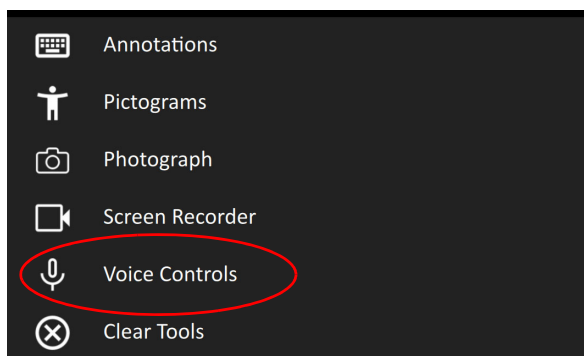 Annotations
Pictograms
Photograph
Screen Recorder
Voice Controls
Clear Tools